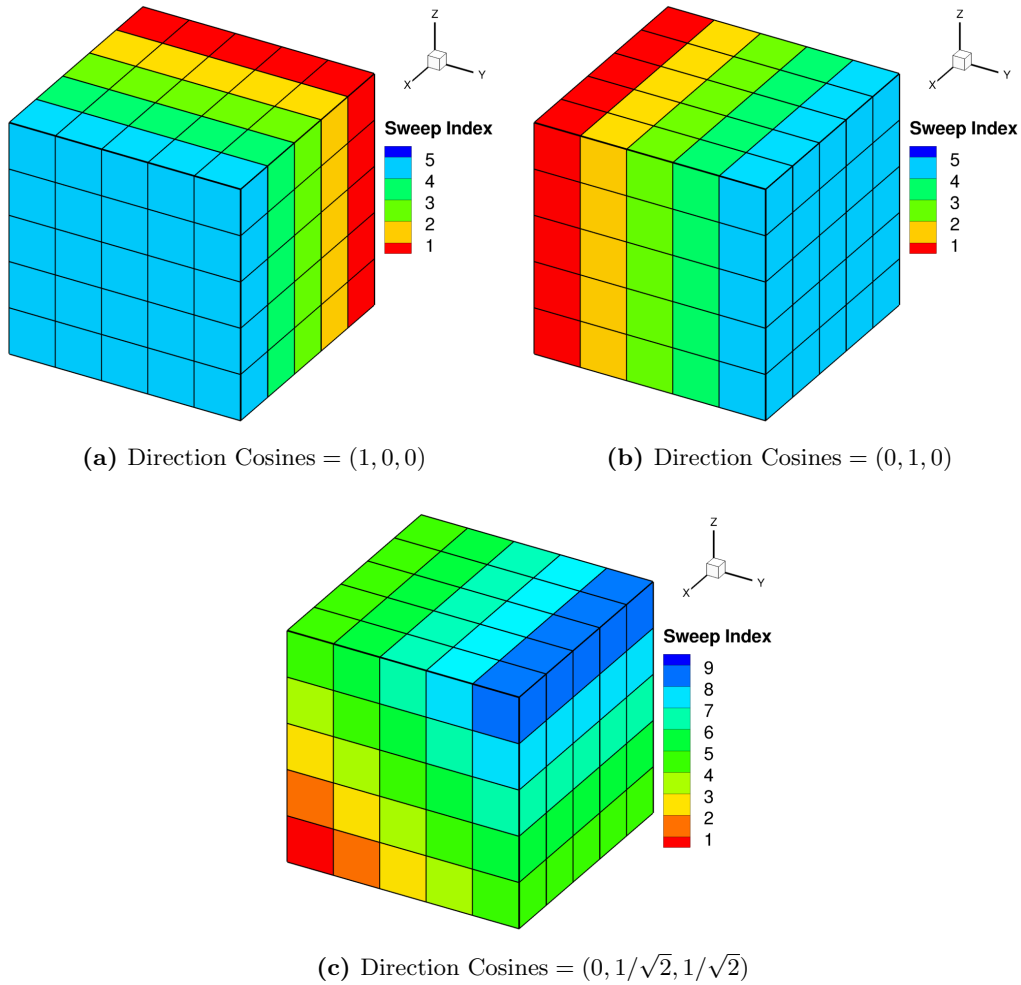 Z
X
Y
Sweep Index
5
4
3
2
1
(a) Direction Cosines = (1, 0, 0)
Z
X
Y
Sweep Index
5
4
3
2
1
(b) Direction Cosines = (0, 1, 0)
Z
X
Y
Sweep Index
9
8
7
6
5
4
3
2
1
(c) Direction Cosines = (0, 1/√2, 1/√2)